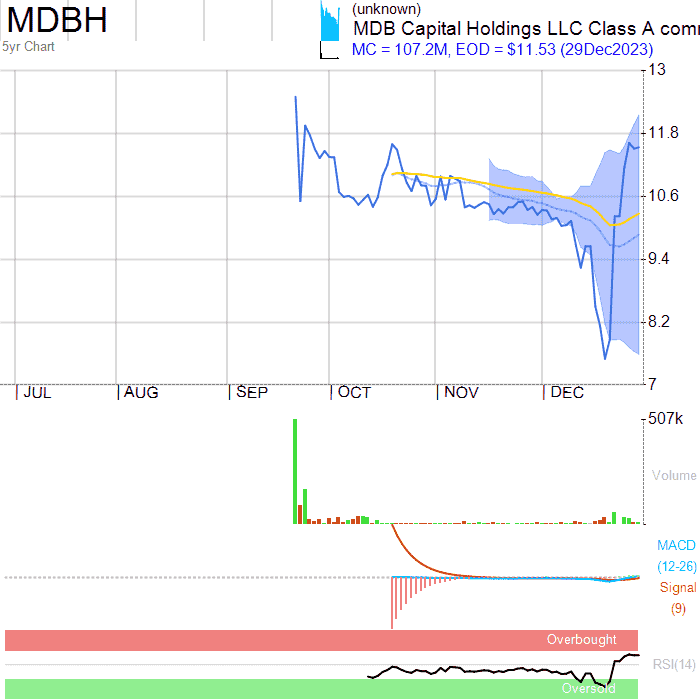 MDBH
(unknown)
MDB Capital Holdings LLC Class A com
5yr Chart
MC = 107.2M, EOD = $11.53 (29Dec2023)
13
11.8
10.6
9.4
8.2
7
JUL AUG SEP OCT NOV DEC
507k
Volume
MACD
(12-26)
Signal
(9)
Overbought
RSI(14)
Oversold